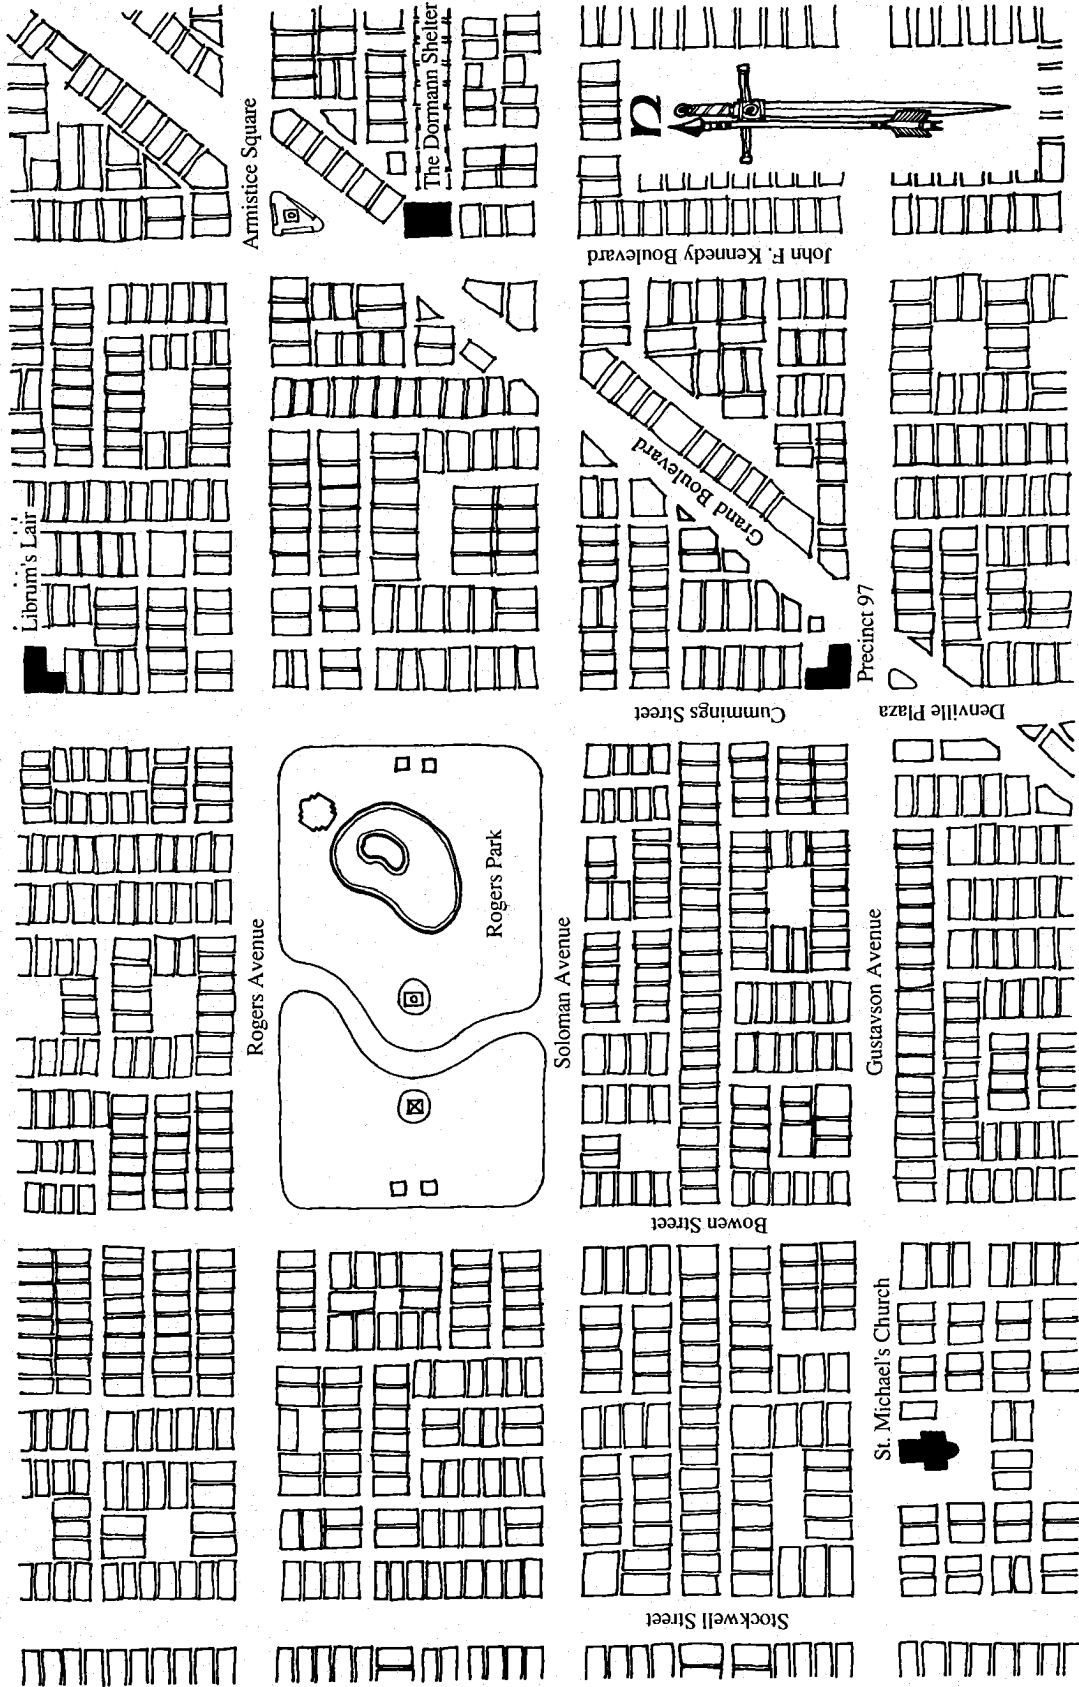 Armistice Square
The Dormann Shelter
n
John F. Kennedy Boulevard
Librum's Lair
Grand Boulevard
Precinct 97
Cummings Street
Denville Plaza
Rogers Avenue
Rogers Park
Soloman Avenue
Gustavson Avenue
Bowen Street
St. Michael's Church
Stockwell Street